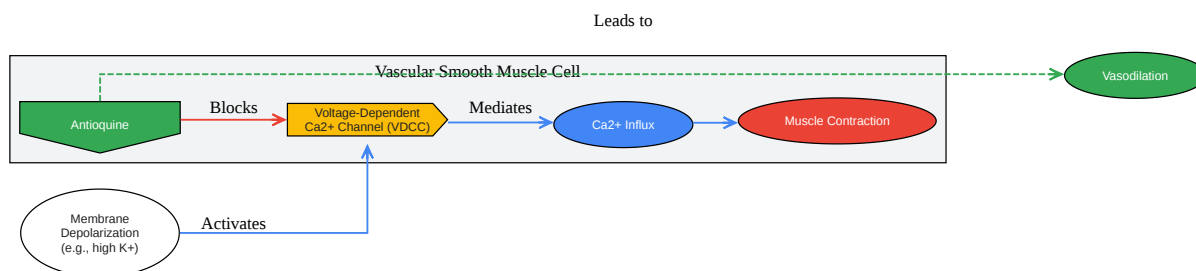 Leads to
Vascular Smooth Muscle Cell
Vasodilation
Antioquine
Blocks
Voltage-Dependent
Ca2+ Channel (VDCC)
Mediates
Ca2+ Influx
Muscle Contraction
Membrane
Depolarization
(e.g., high K+)
Activates